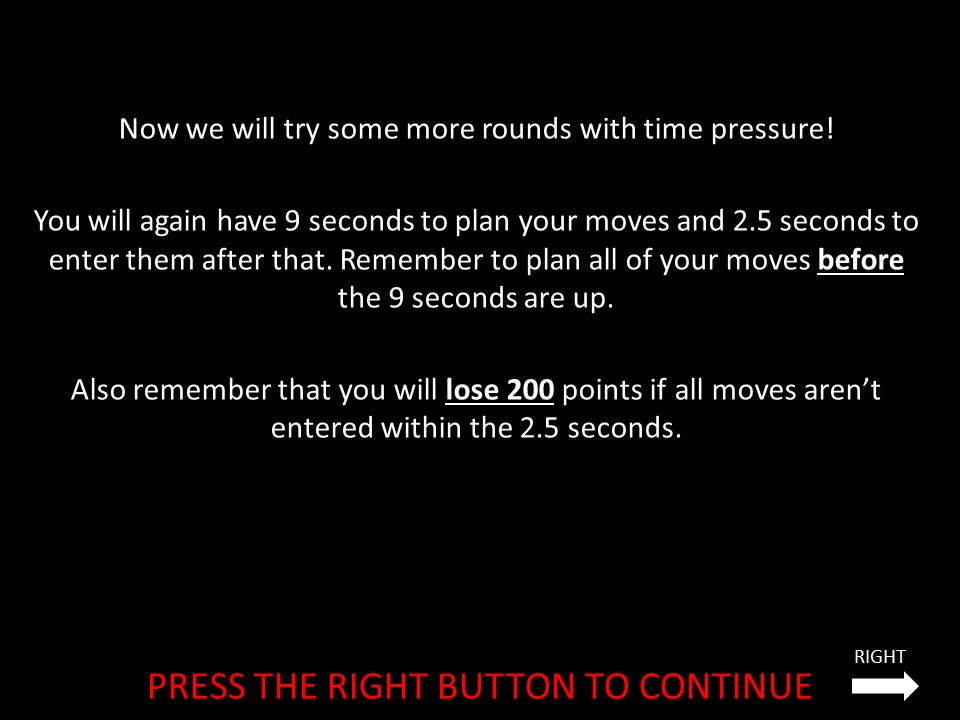 Now we will try some more rounds with time pressure!
You will again have 9 seconds to plan your moves and 2.5 seconds to
enter them after that. Remember to plan all of your moves before
the 9 seconds are up.
Also remember that you will lose 200 points if all moves aren’t
entered within the 2.5 seconds.
RIGHT
PRESS THE RIGHT BUTTON TO CONTINUE